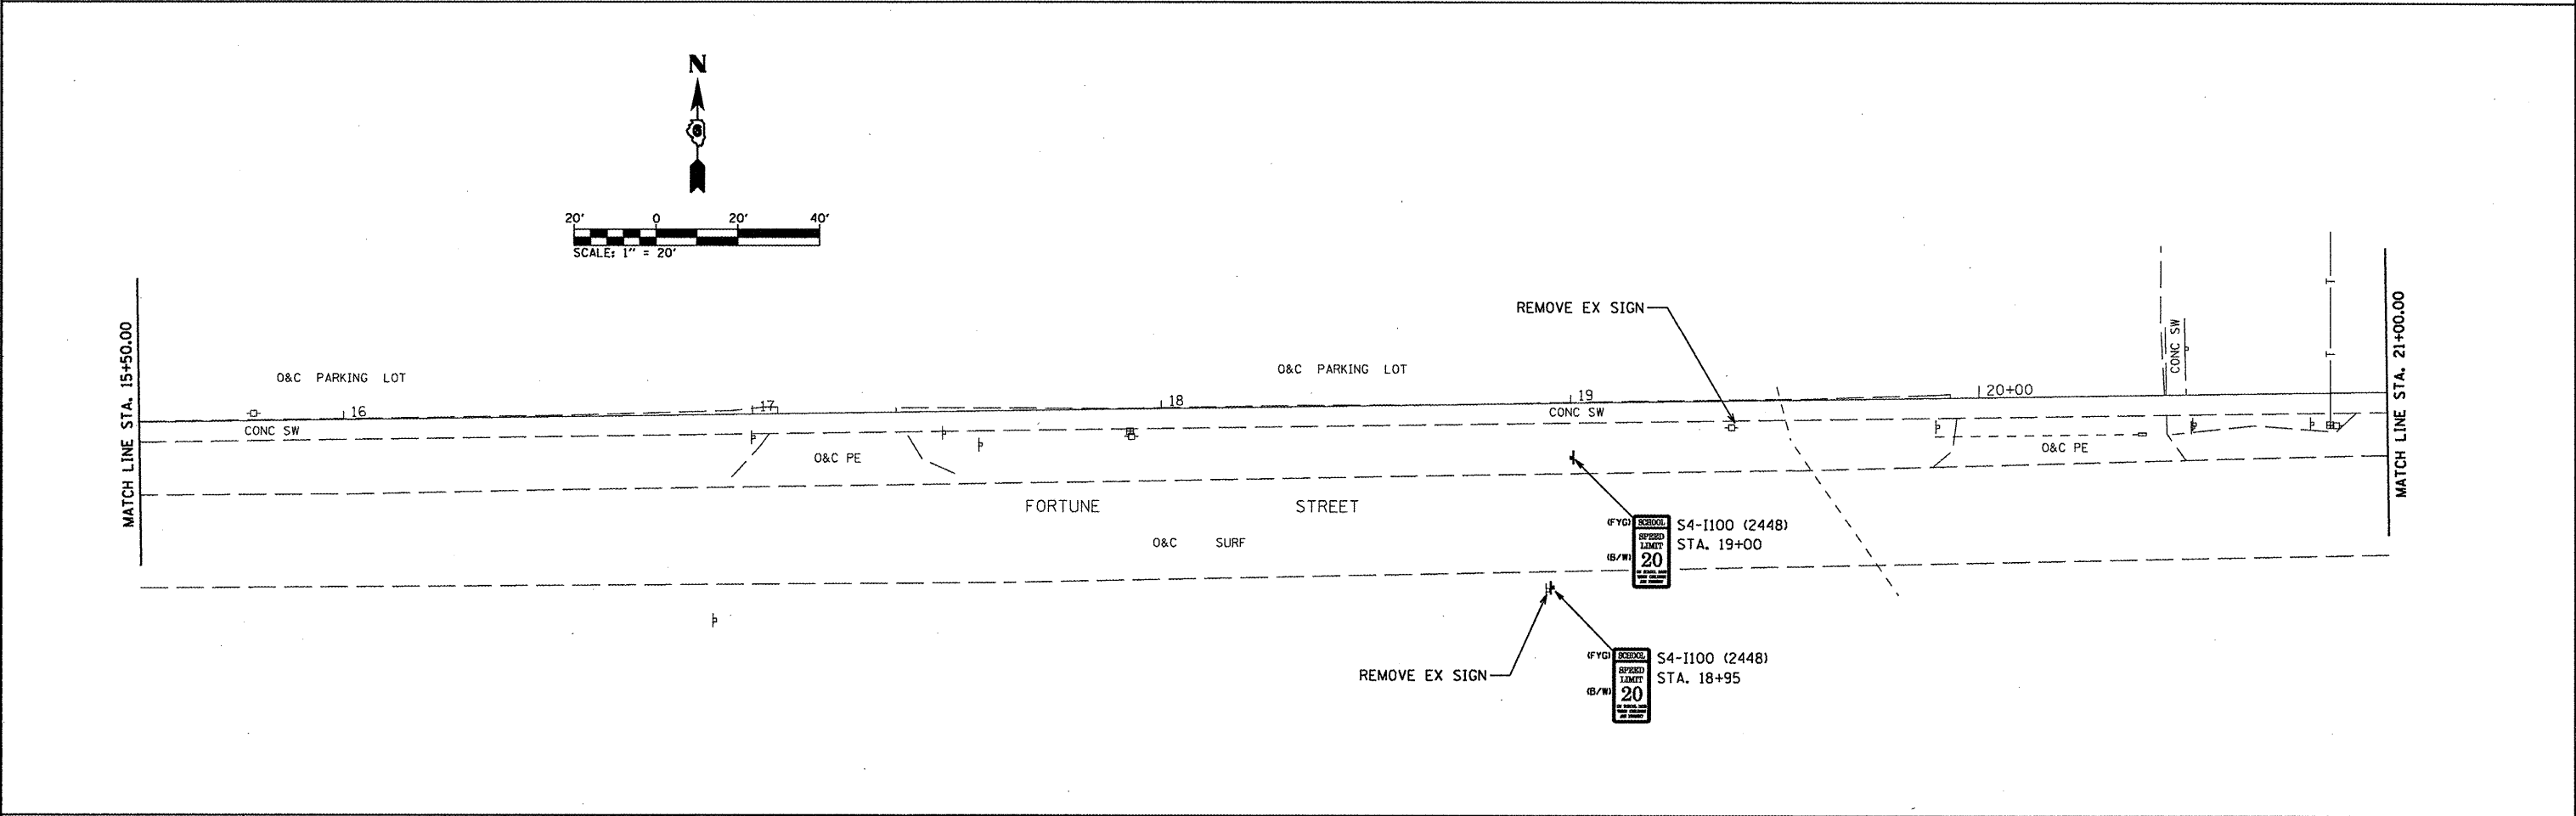 N
6
20' 0 20' 40'
SCALE: 1" = 20'
MATCH LINE STA. 15+50.00
MATCH LINE STA. 21+00.00
REMOVE EX SIGN
O&C PARKING LOT
O&C PARKING LOT
16
17
18
19
20+00
CONC SW
CONC SW
CONC SW
T
T
O&C PE
O&C PE
FORTUNE STREET
O&C SURF
(FYG)
(B/W)
SCHOOL
SPEED
LIMIT
20
S4-I100 (2448)
STA. 19+00
REMOVE EX SIGN
(FYG)
(B/W)
SCHOOL
SPEED
LIMIT
20
S4-I100 (2448)
STA. 18+95